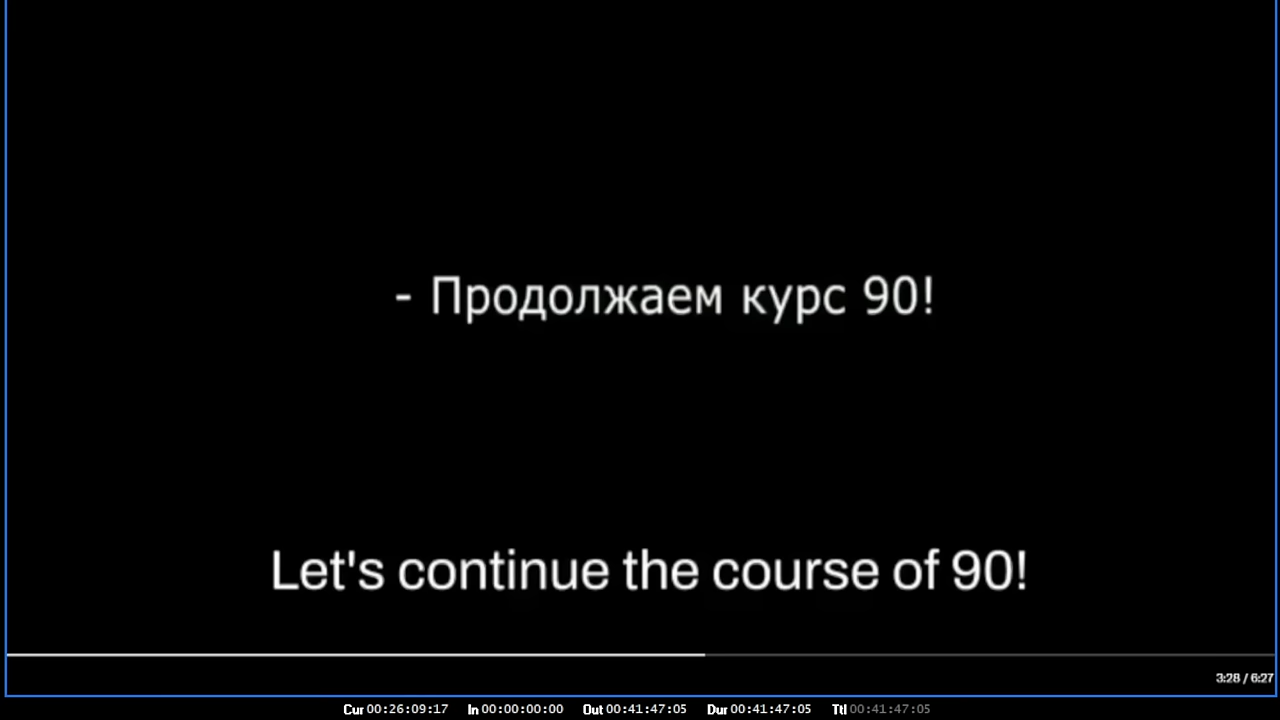 - Продолжаем курс 90!
Let's continue the course of 90!
3:28 / 6:27
Cur 00:26:09:17 In 00:00:00:00 Out 00:41:47:05 Dur 00:41:47:05 Ttl 00:41:47:05